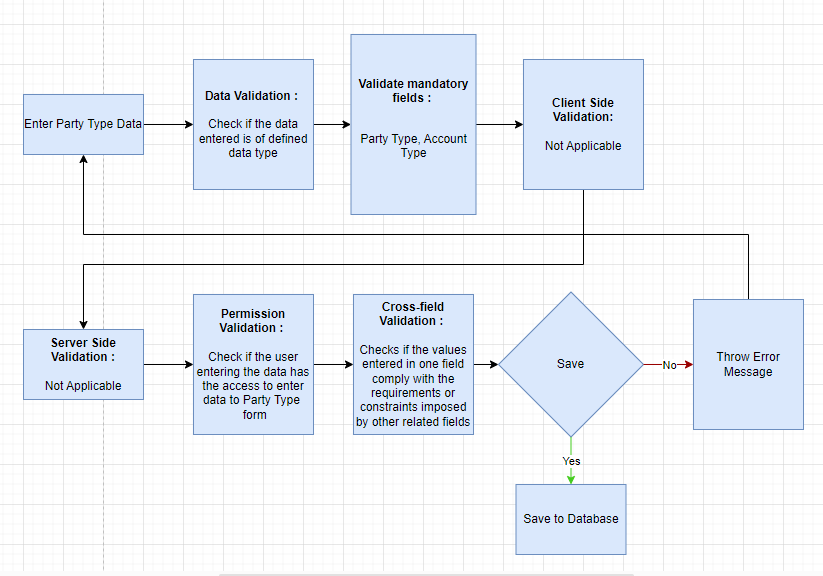 Enter Party Type Data
Data Validation :
Check if the data
entered is of defined
data type
Validate mandatory
fields :
Party Type, Account
Type
Client Side
Validation:
Not Applicable
Server Side
Validation :
Not Applicable
Permission
Validation :
Check if the user
entering the data has
the access to enter
data to Party Type
form
Cross-field
Validation :
Checks if the values
entered in one field
comply with the
requirements or
constraints imposed
by other related fields
Save
No
Throw Error
Message
Yes
Save to Database